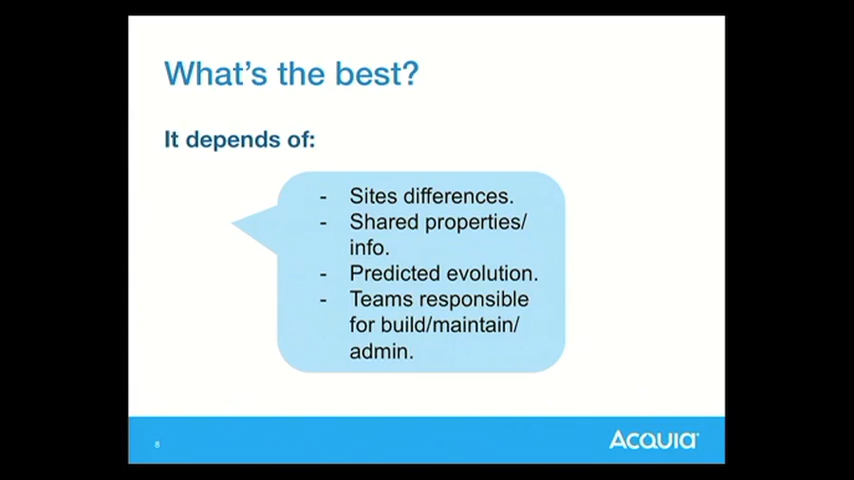 What's the best?
It depends of:
- Sites differences.
- Shared properties/
info.
- Predicted evolution.
- Teams responsible
for build/maintain/
admin.
8
Acquia